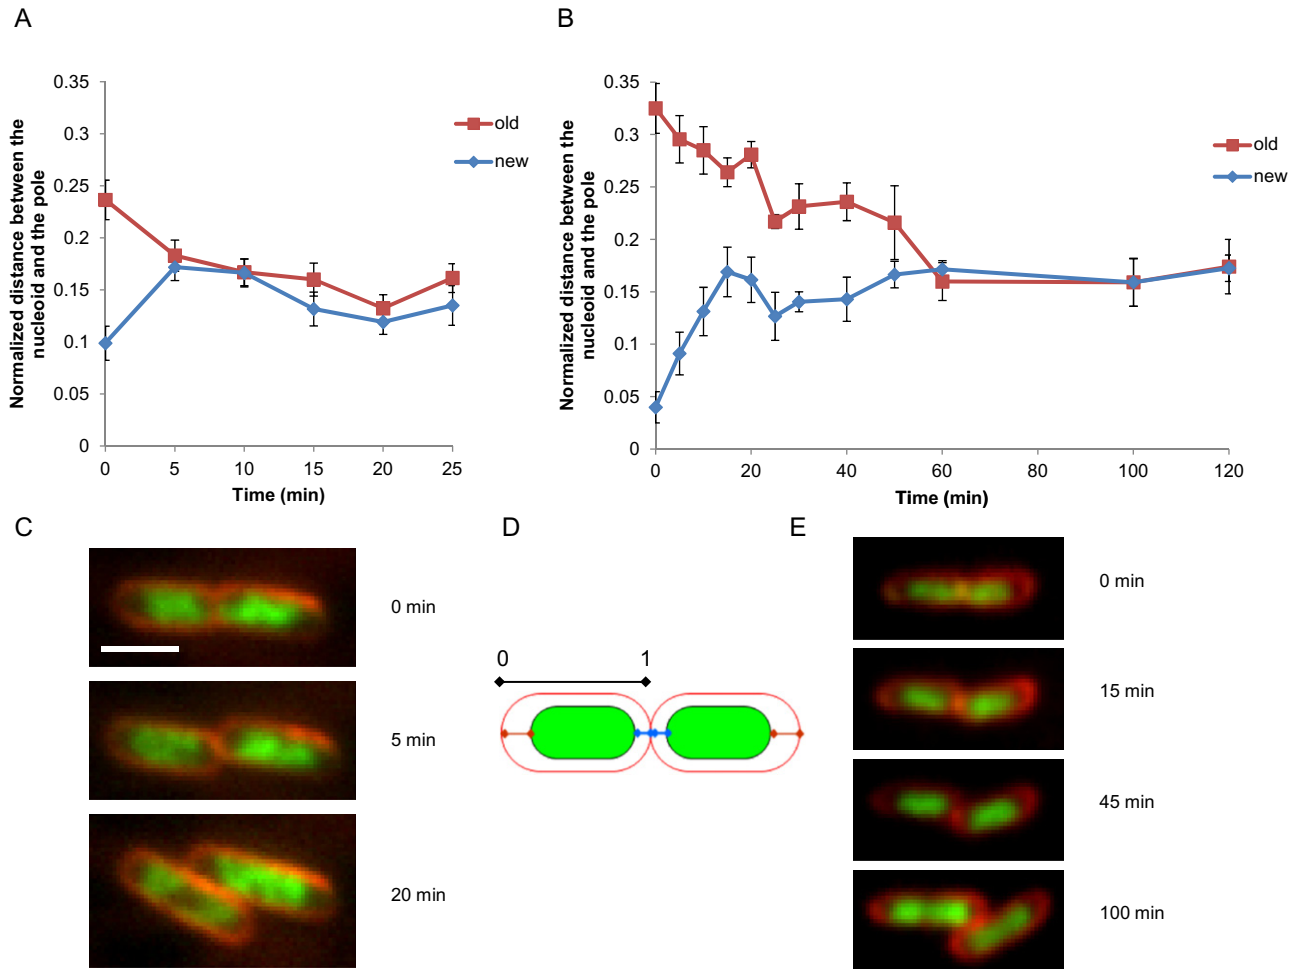 A
B
0.35
0.3
0.25
0.2
0.15
0.1
0.05
0
Normalized distance between the
nucleoid and the pole
old
new
0 5 10 15 20 25
Time (min)
0.35
0.3
0.25
0.2
0.15
0.1
0.05
0
Normalized distance between the
nucleoid and the pole
old
new
0 20 40 60 80 100 120
Time (min)
C
0 min
5 min
20 min
D
0 1
E
0 min
15 min
45 min
100 min